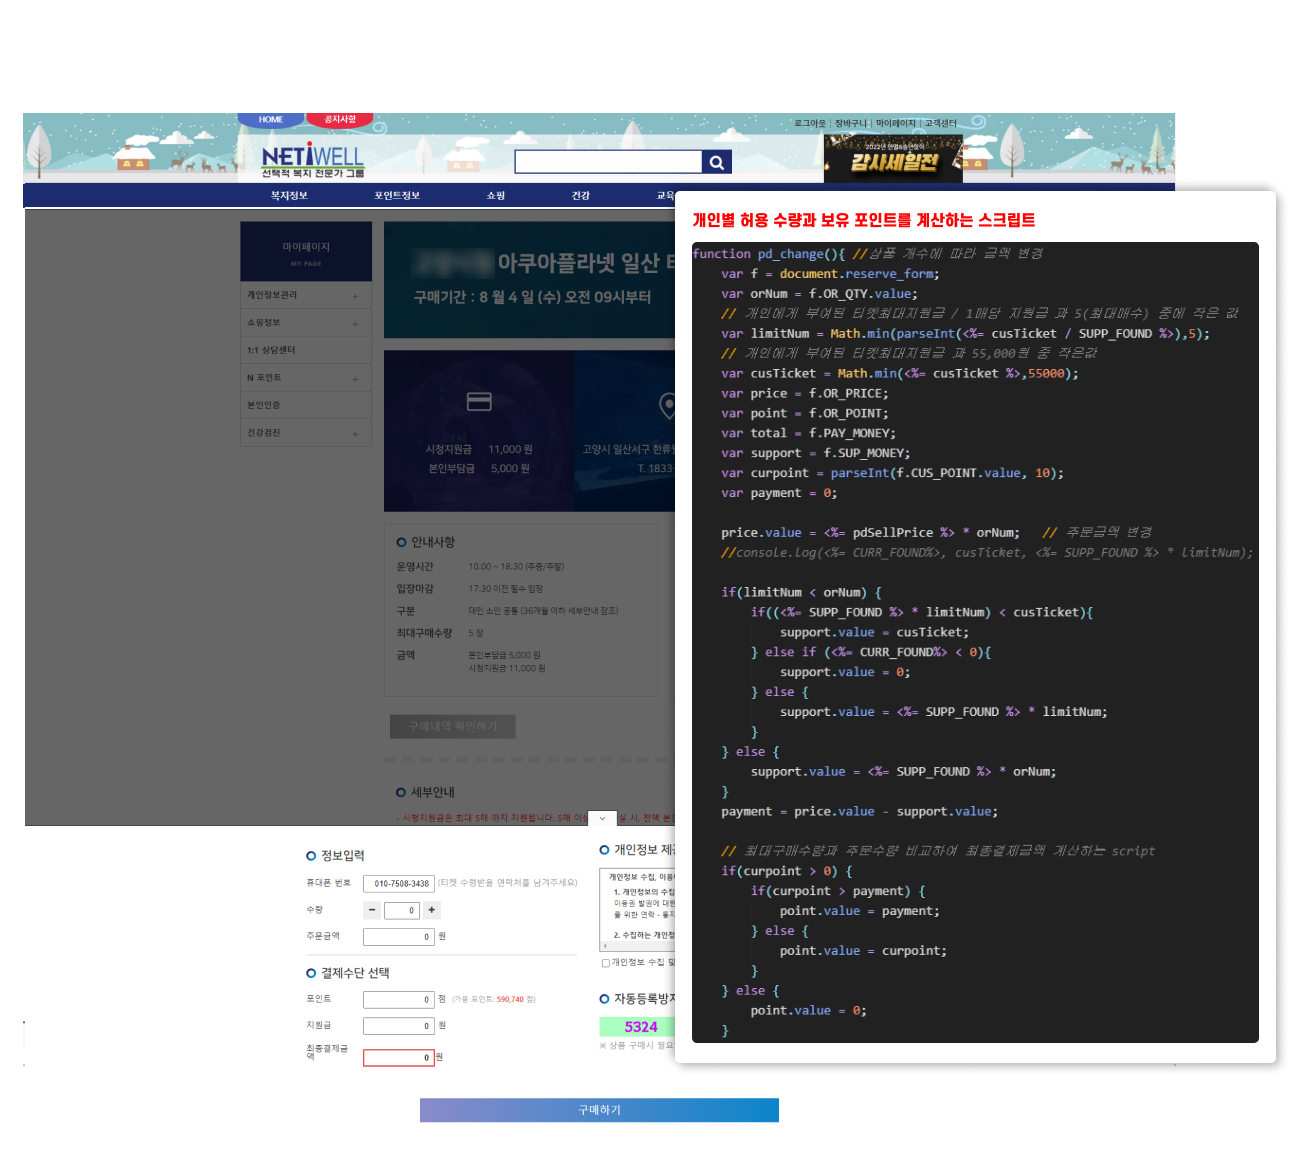 HOME
공지사항
로그아웃 | 장바구니 | 마이페이지 | 고객센터
NETiWELL
선택적 복지 전문가 그룹
2022년 연말&송년맞이
감사세일전
복지정보
포인트정보
쇼핑
건강
교육
마이페이지
MY PAGE
개인정보관리 +
쇼핑정보 +
1:1 상담센터
N 포인트 +
본인인증
건강검진 +
아쿠아플라넷 일산 티
구매기간 : 8 월 4 일 (수) 오전 09시부터
시청지원금 11,000 원
본인부담금 5,000 원
고양시 일산서구 한류월
T. 1833-
안내사항
운영시간 10:00 ~ 18:30 (주중/주말)
입장마감 17:30 이전 필수 입장
구분 대인 소인 공통 (36개월 이하 세부안내 참조)
최대구매수량 5 장
금액 본인부담금 5,000 원
시청지원금 11,000 원
구매내역 확인하기
세부안내
- 시청지원금은 최대 5매 까지 지원됩니다. 5매 이상 실 시, 전액 본인
정보입력
휴대폰 번호 010-7508-3438 (티켓 수령받을 연락처를 남겨주세요)
수량 - 0 +
주문금액 0 원
결제수단 선택
포인트 0 점 (가용 포인트: 590,740 점)
지원금 0 원
최종결제금
액 0 원
개인정보 제공
개인정보 수집, 이용에
1. 개인정보의 수집
이용권 발권에 대한
를 위한 연락 · 통지
2. 수집하는 개인정
개인정보 수집 및
자동등록방지
5324
※ 상품 구매시 필요
구매하기
개인별 허용 수량과 보유 포인트를 계산하는 스크립트
function pd_change(){ //상품 개수에 따라 금액 변경
var f = document.reserve_form;
var orNum = f.OR_QTY.value;
// 개인에게 부여된 티켓최대지원금 / 1매당 지원금 과 5(최대매수) 중에 작은 값
var limitNum = Math.min(parseInt(<%= cusTicket / SUPP_FOUND %>),5);
// 개인에게 부여된 티켓최대지원금 과 55,000원 중 작은값
var cusTicket = Math.min(<%= cusTicket %>,55000);
var price = f.OR_PRICE;
var point = f.OR_POINT;
var total = f.PAY_MONEY;
var support = f.SUP_MONEY;
var curpoint = parseInt(f.CUS_POINT.value, 10);
var payment = 0;
price.value = <%= pdSellPrice %> * orNum; // 주문금액 변경
//console.log(<%= CURR_FOUND%>, cusTicket, <%= SUPP_FOUND %> * limitNum);
if(limitNum < orNum) {
if((<%= SUPP_FOUND %> * limitNum) < cusTicket){
support.value = cusTicket;
} else if (<%= CURR_FOUND%> < 0){
support.value = 0;
} else {
support.value = <%= SUPP_FOUND %> * limitNum;
}
} else {
support.value = <%= SUPP_FOUND %> * orNum;
}
payment = price.value - support.value;
// 최대구매수량과 주문수량 비교하여 최종결제금액 계산하는 script
if(curpoint > 0) {
if(curpoint > payment) {
point.value = payment;
} else {
point.value = curpoint;
}
} else {
point.value = 0;
}